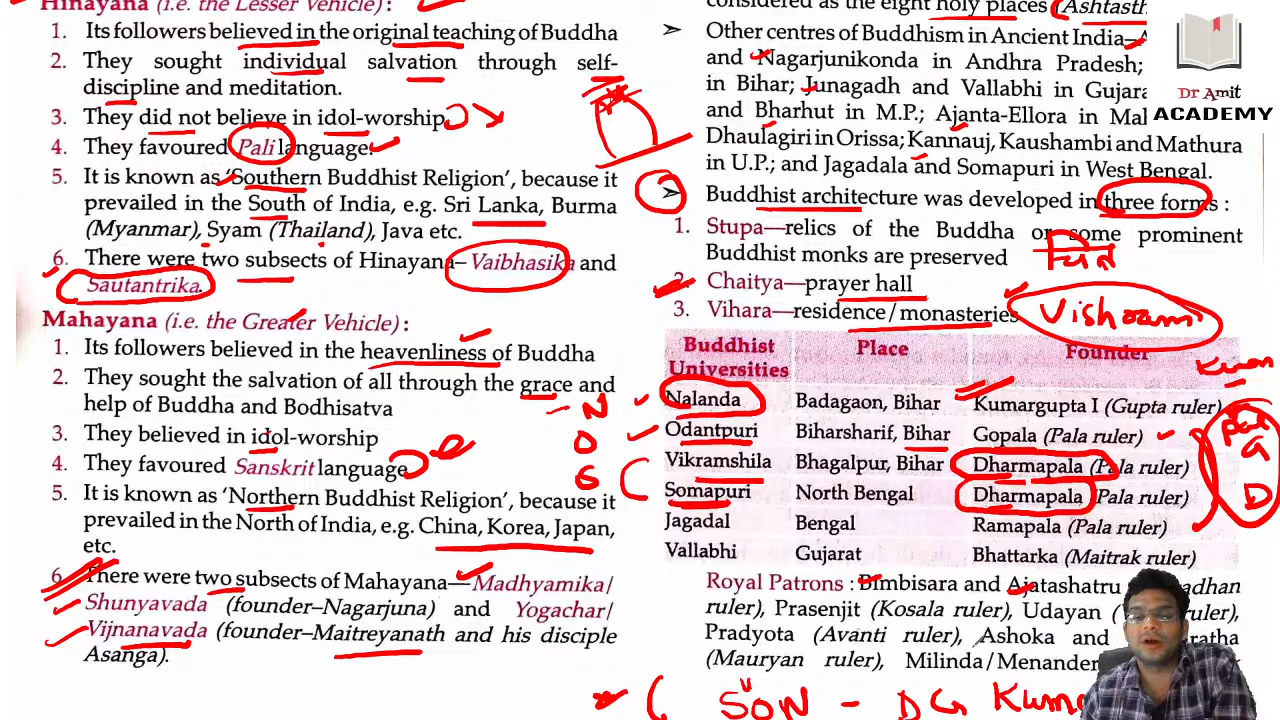 Hinayana (i.e. the Lesser Vehicle) :
1. Its followers believed in the original teaching of Buddha
2. They sought individual salvation through self-
discipline and meditation.
3. They did not believe in idol-worship
4. They favoured Pali language.
5. It is known as 'Southern Buddhist Religion', because it
prevailed in the South of India, e.g. Sri Lanka, Burma
(Myanmar), Syam (Thailand), Java etc.
6. There were two subsects of Hinayana–Vaibhasika and
Sautantrika.
Mahayana (i.e. the Greater Vehicle) :
1. Its followers believed in the heavenliness of Buddha
2. They sought the salvation of all through the grace and
help of Buddha and Bodhisatva
3. They believed in idol-worship
4. They favoured Sanskrit language
5. It is known as 'Northern Buddhist Religion', because it
prevailed in the North of India, e.g. China, Korea, Japan,
etc.
6. There were two subsects of Mahayana–Madhyamika/
Shunyavada (founder–Nagarjuna) and Yogachar/
Vijnanavada (founder–Maitreyanath and his disciple
Asanga).
considered as the eight holy places (Ashtasth
➤ Other centres of Buddhism in Ancient India–
and Nagarjunikonda in Andhra Pradesh;
in Bihar; Junagadh and Vallabhi in Gujara
and Bharhut in M.P.; Ajanta-Ellora in Mal
Dhaulagiri in Orissa; Kannauj, Kaushambi and Mathura
in U.P.; and Jagadala and Somapuri in West Bengal.
➤ Buddhist architecture was developed in three forms :
1. Stupa—relics of the Buddha or some prominent
Buddhist monks are preserved
2. Chaitya—prayer hall
3. Vihara—residence/monasteries
Vishram
Buddhist Universities Place Founder
Nalanda Badagaon, Bihar Kumargupta I (Gupta ruler)
Odantpuri Biharsharif, Bihar Gopala (Pala ruler)
Vikramshila Bhagalpur, Bihar Dharmapala (Pala ruler)
Somapuri North Bengal Dharmapala (Pala ruler)
Jagadal Bengal Ramapala (Pala ruler)
Vallabhi Gujarat Bhattarka (Maitrak ruler)
N
O
Pal
G
D
Royal Patrons : Bimbisara and Ajatashatru
ruler), Prasenjit (Kosala ruler), Udayan ruler),
Pradyota (Avanti ruler), Ashoka and
(Mauryan ruler), Milinda/Menander
SON - DG Kum
Dr Amit
ACADEMY